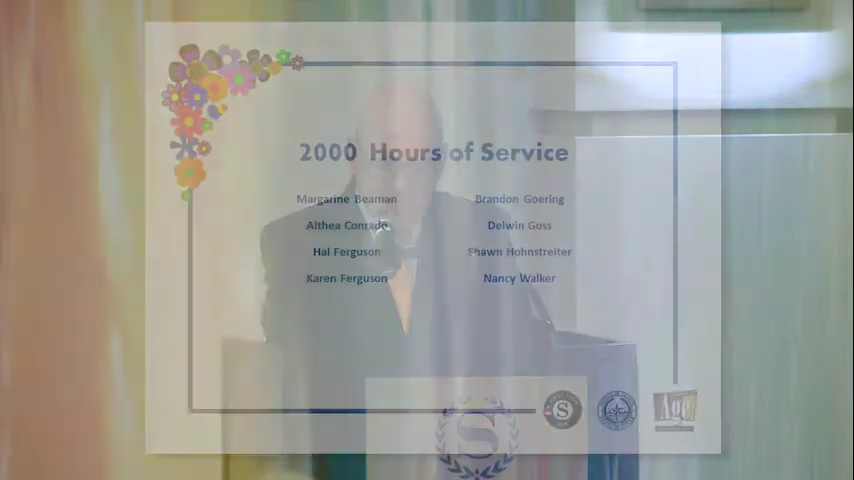 2000 Hours of Service
Margarine Beaman Brandon Goering
Althea Conrado Delwin Goss
Hal Ferguson Shawn Hohnstreiter
Karen Ferguson Nancy Walker
S
S
Age